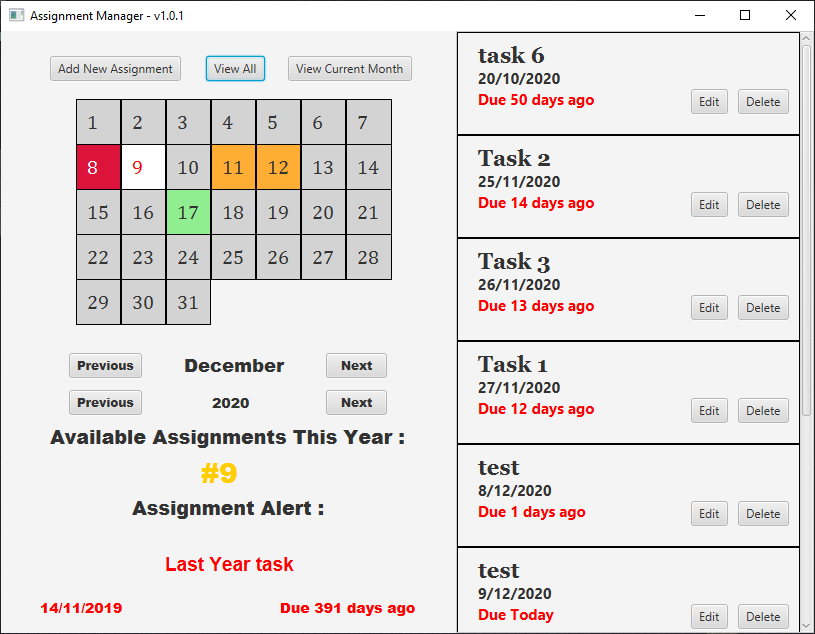 Assignment Manager - v1.0.1
Add New Assignment View All View Current Month
1 2 3 4 5 6 7
8 9 10 11 12 13 14
15 16 17 18 19 20 21
22 23 24 25 26 27 28
29 30 31
Previous December Next
Previous 2020 Next
Available Assignments This Year :
#9
Assignment Alert :
Last Year task
14/11/2019 Due 391 days ago
task 6
20/10/2020
Due 50 days ago
Edit Delete
Task 2
25/11/2020
Due 14 days ago
Edit Delete
Task 3
26/11/2020
Due 13 days ago
Edit Delete
Task 1
27/11/2020
Due 12 days ago
Edit Delete
test
8/12/2020
Due 1 days ago
Edit Delete
test
9/12/2020
Due Today
Edit Delete